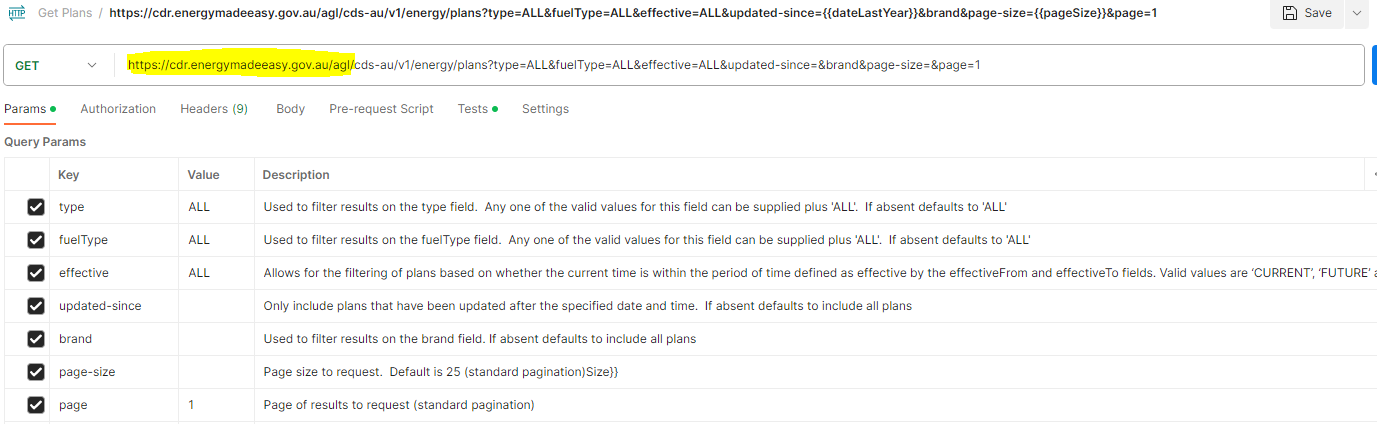 HTTP Get Plans / https://cdr.energymadeeasy.gov.au/agl/cds-au/v1/energy/plans?type=ALL&fuelType=ALL&effective=ALL&updated-since={{dateLastYear}}&brand&page-size={{pageSize}}&page=1 Save
GET https://cdr.energymadeeasy.gov.au/agl/cds-au/v1/energy/plans?type=ALL&fuelType=ALL&effective=ALL&updated-since=&brand&page-size=&page=1
Params Authorization Headers (9) Body Pre-request Script Tests Settings
Query Params
Key Value Description
type ALL Used to filter results on the type field. Any one of the valid values for this field can be supplied plus 'ALL'. If absent defaults to 'ALL'
fuelType ALL Used to filter results on the fuelType field. Any one of the valid values for this field can be supplied plus 'ALL'. If absent defaults to 'ALL'
effective ALL Allows for the filtering of plans based on whether the current time is within the period of time defined as effective by the effectiveFrom and effectiveTo fields. Valid values are ‘CURRENT’, ‘FUTURE’ a
updated-since Only include plans that have been updated after the specified date and time. If absent defaults to include all plans
brand Used to filter results on the brand field. If absent defaults to include all plans
page-size Page size to request. Default is 25 (standard pagination)Size}}
page 1 Page of results to request (standard pagination)